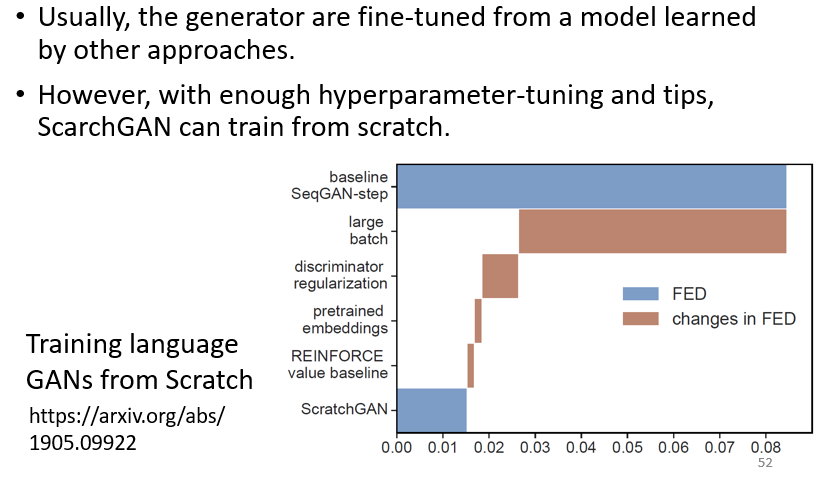 • Usually, the generator are fine-tuned from a model learned
by other approaches.
• However, with enough hyperparameter-tuning and tips,
ScarchGAN can train from scratch.
baseline
SeqGAN-step
large
batch
discriminator
regularization
pretrained
embeddings
REINFORCE
value baseline
ScratchGAN
FED
changes in FED
0.00 0.01 0.02 0.03 0.04 0.05 0.06 0.07 0.08
Training language
GANs from Scratch
https://arxiv.org/abs/
1905.09922
52